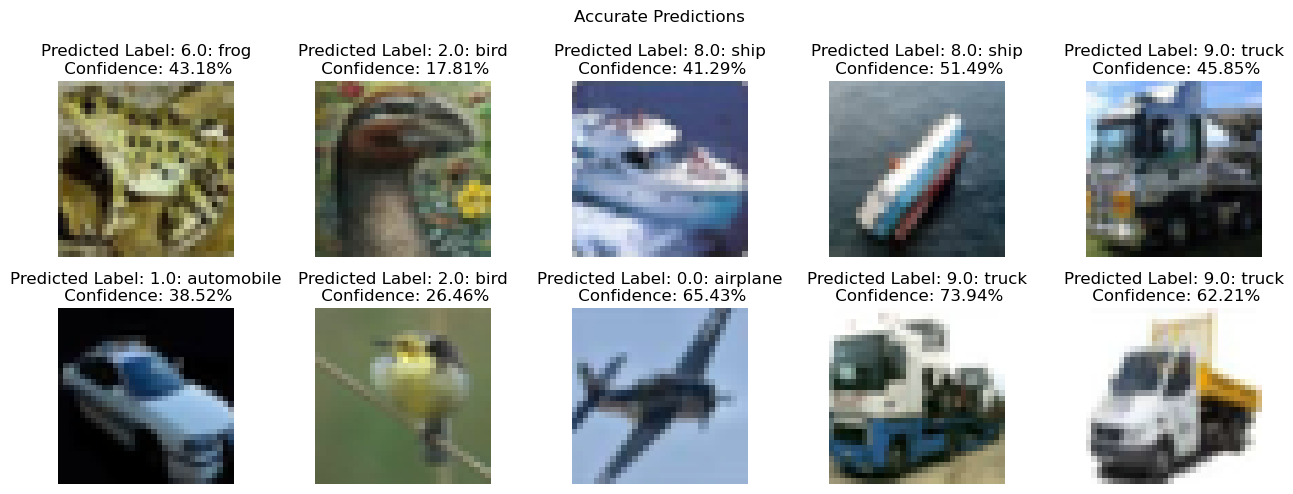 Accurate Predictions
Predicted Label: 6.0: frog
Confidence: 43.18%
Predicted Label: 2.0: bird
Confidence: 17.81%
Predicted Label: 8.0: ship
Confidence: 41.29%
Predicted Label: 8.0: ship
Confidence: 51.49%
Predicted Label: 9.0: truck
Confidence: 45.85%
Predicted Label: 1.0: automobile
Confidence: 38.52%
Predicted Label: 2.0: bird
Confidence: 26.46%
Predicted Label: 0.0: airplane
Confidence: 65.43%
Predicted Label: 9.0: truck
Confidence: 73.94%
Predicted Label: 9.0: truck
Confidence: 62.21%